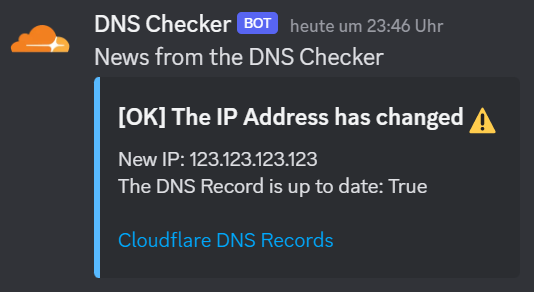 DNS Checker BOT heute um 23:46 Uhr
News from the DNS Checker
[OK] The IP Address has changed ⚠️
New IP: 123.123.123.123
The DNS Record is up to date: True
Cloudflare DNS Records